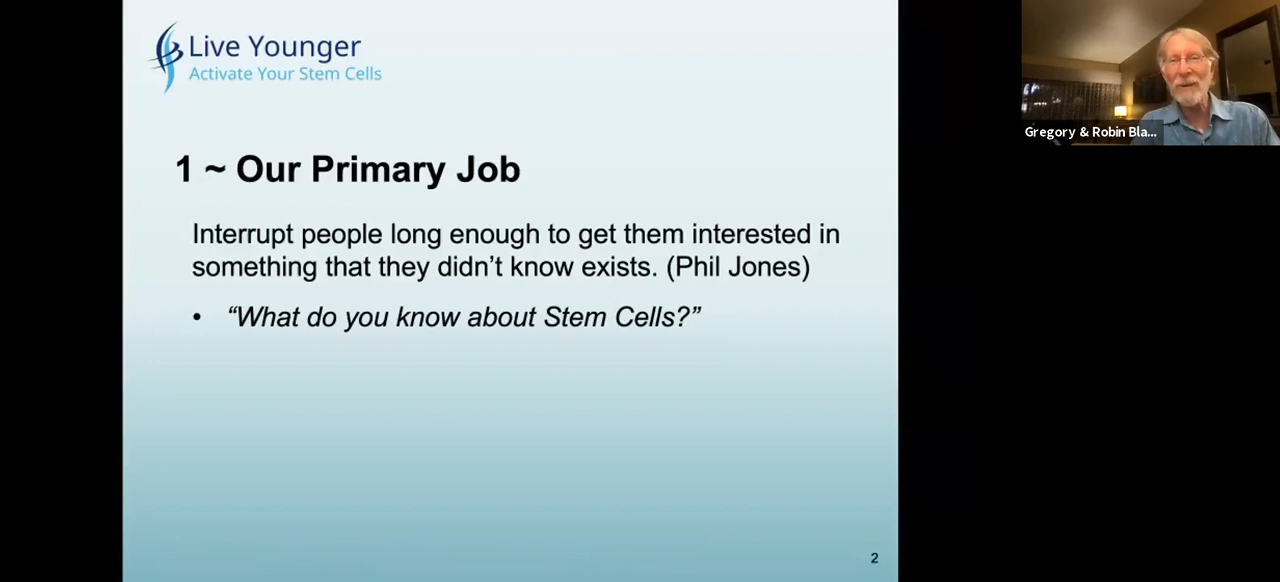 Live Younger
Activate Your Stem Cells
Gregory & Robin Bla...
1 ~ Our Primary Job
Interrupt people long enough to get them interested in
something that they didn’t know exists. (Phil Jones)
• “What do you know about Stem Cells?”
2